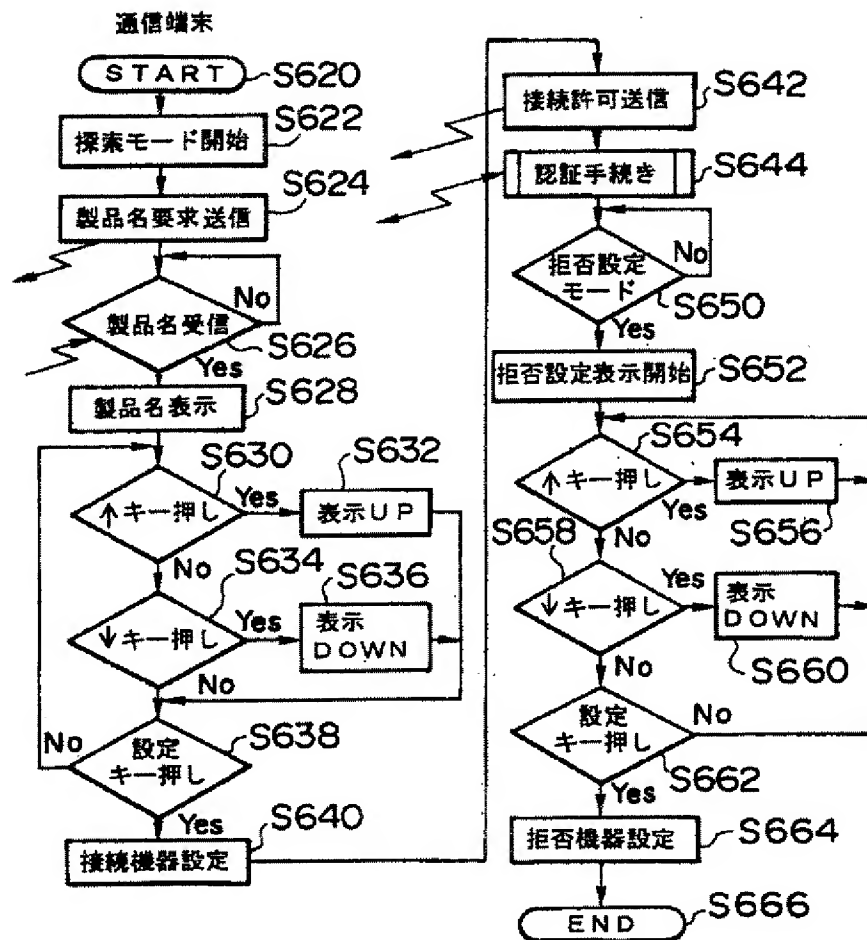 通信端末
START
S620
S622
探索モード開始
S624
製品名要求送信
No
製品名受信
S626
Yes
S628
製品名表示
S630
S632
↑キー押し
Yes
表示UP
No
S634
S636
↓キー押し
Yes
表示
DOWN
No
No
設定
キー押し
S638
Yes
S640
接続機器設定
接続許可送信
S642
認証手続き
S644
拒否設定
モード
No
S650
Yes
拒否設定表示開始
S652
S654
↑キー押し
Yes
表示UP
S656
S658
No
↓キー押し
Yes
表示
DOWN
S660
No
設定
キー押し
No
S662
Yes
拒否機器設定
S664
END
S666